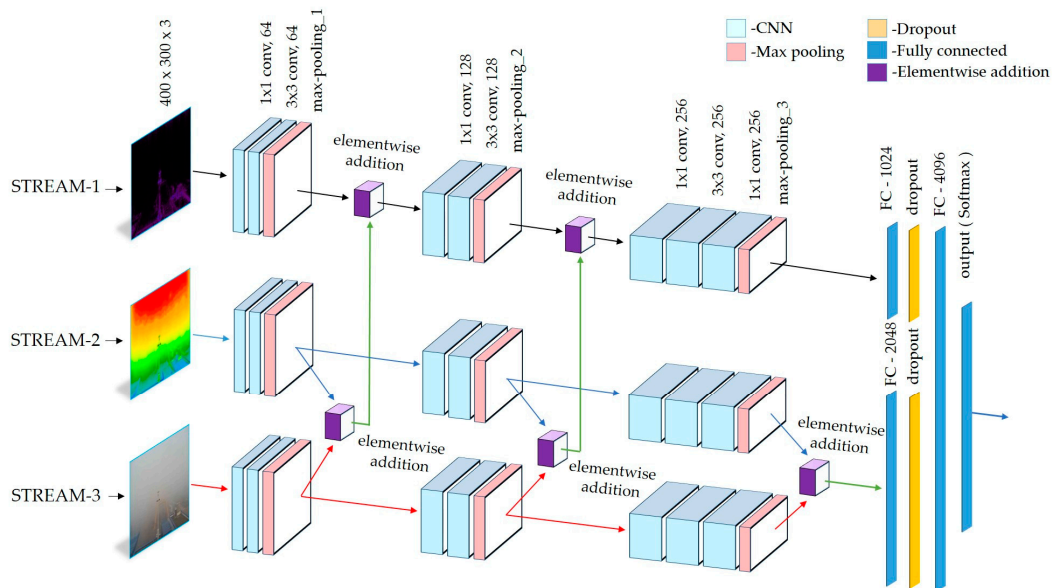 400 x 300 x 3
1x1 conv, 64
3x3 conv, 64
max-pooling_1
1x1 conv, 128
3x3 conv, 128
max-pooling_2
1x1 conv, 256
3x3 conv, 256
1x1 conv, 256
max-pooling_3
-CNN
-Max pooling
-Dropout
-Fully connected
-Elementwise addition
elementwise
addition
elementwise
addition
STREAM-1
FC - 1024
dropout
FC - 4096
output ( Softmax )
STREAM-2
FC - 2048
dropout
elementwise
addition
elementwise
addition
elementwise
addition
STREAM-3